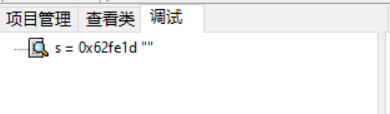 项目管理 查看类 调试
s = 0x62fe1d ""